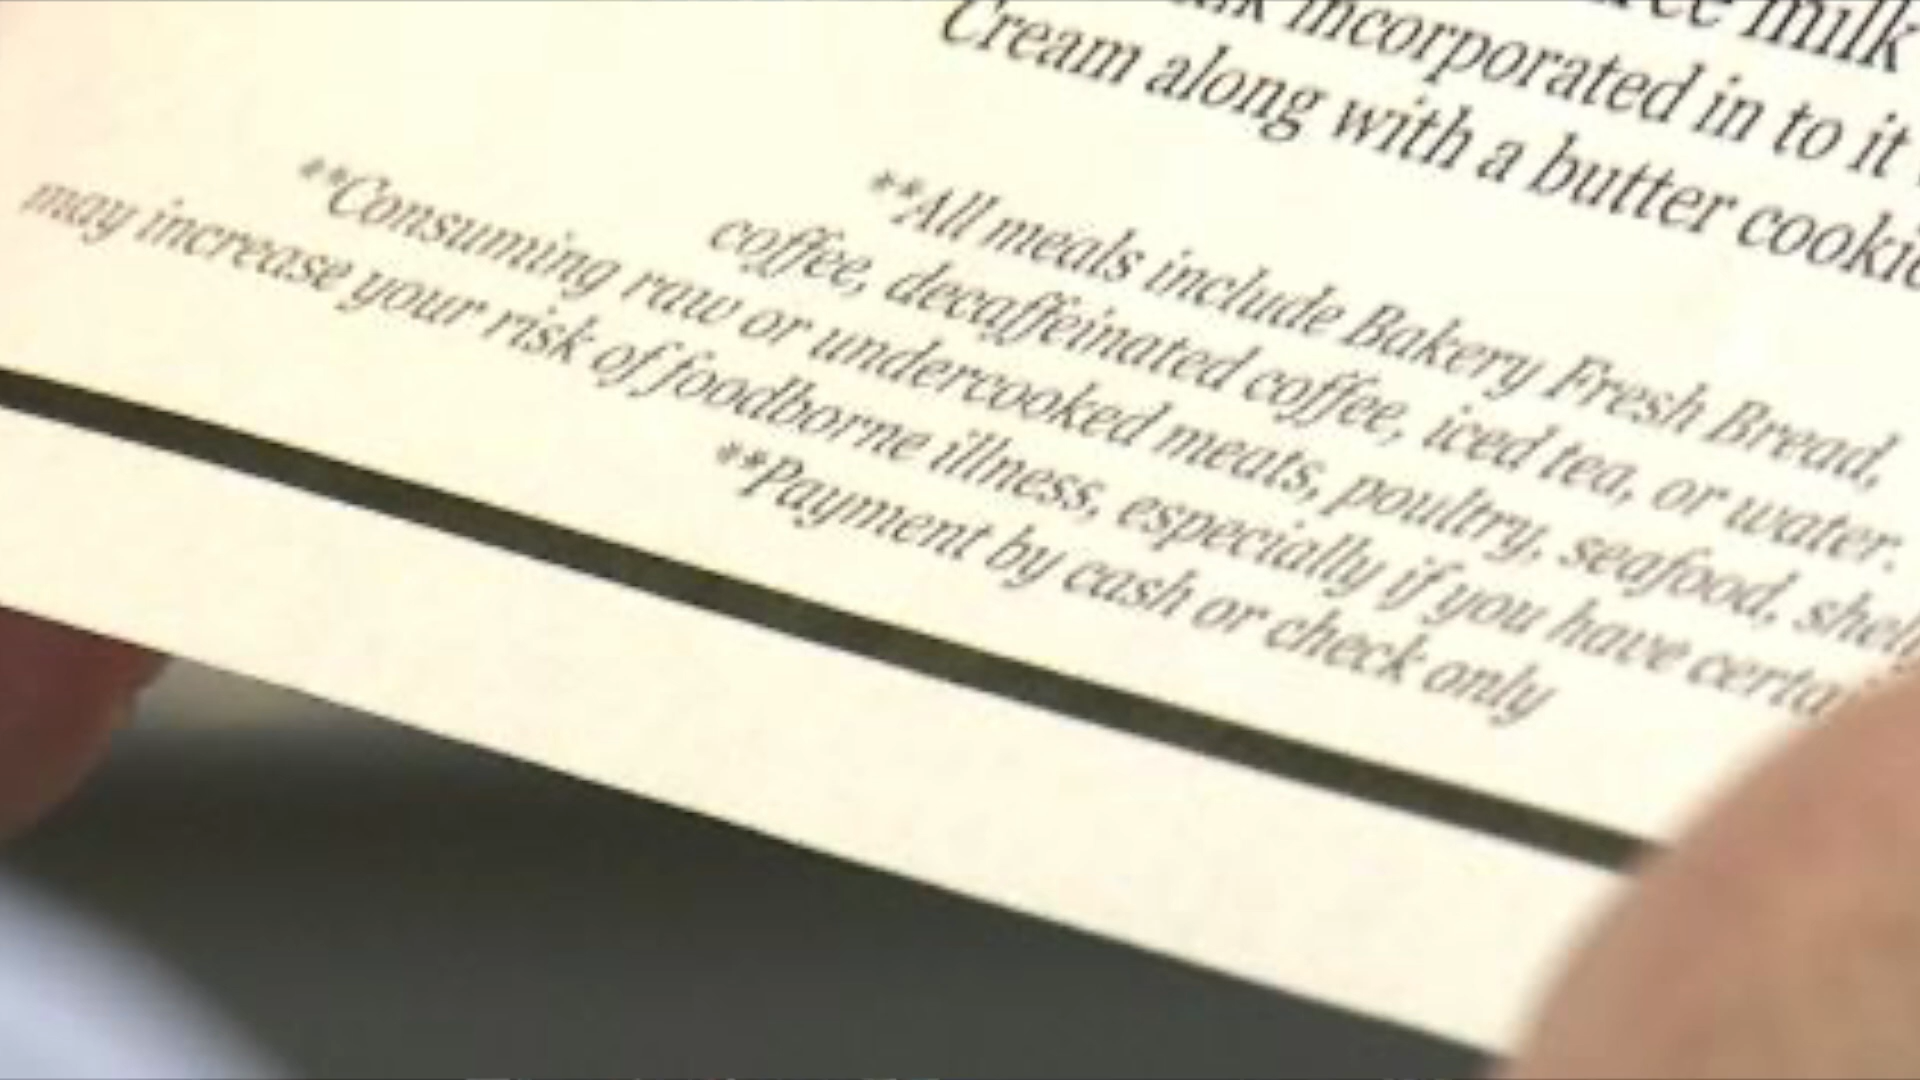 milk
incorporated in to it
Cream along with a butter cookie
**All meals include Bakery Fresh Bread,
coffee, decaffeinated coffee, iced tea, or water.
**Consuming raw or undercooked meats, poultry, seafood,
may increase your risk of foodborne illness, especially if you have
**Payment by cash or check only